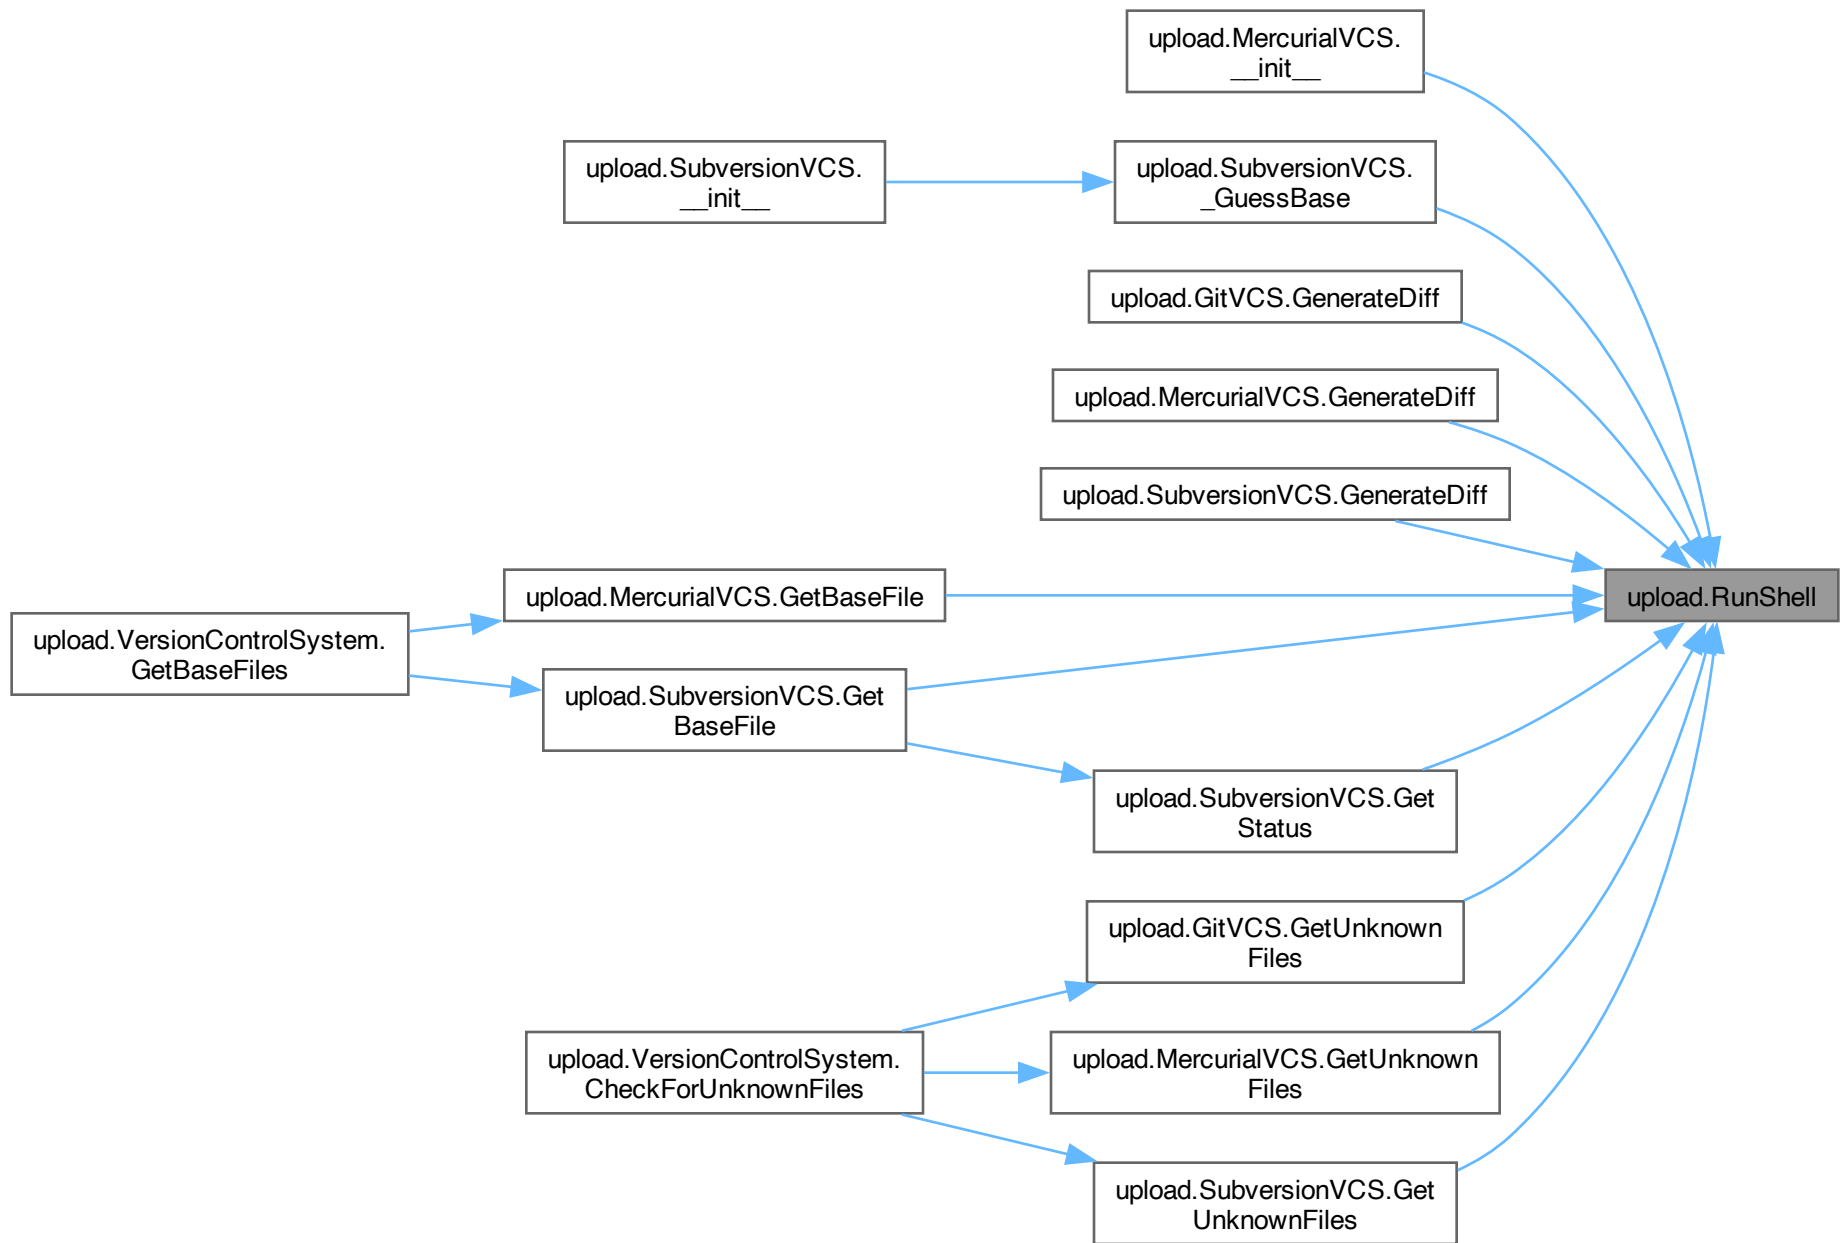 upload.MercurialVCS.
__init__
upload.SubversionVCS.
__init__
upload.SubversionVCS.
_GuessBase
upload.GitVCS.GenerateDiff
upload.MercurialVCS.GenerateDiff
upload.SubversionVCS.GenerateDiff
upload.MercurialVCS.GetBaseFile
upload.RunShell
upload.VersionControlSystem.
GetBaseFiles
upload.SubversionVCS.Get
BaseFile
upload.SubversionVCS.Get
Status
upload.GitVCS.GetUnknown
Files
upload.VersionControlSystem.
CheckForUnknownFiles
upload.MercurialVCS.GetUnknown
Files
upload.SubversionVCS.Get
UnknownFiles